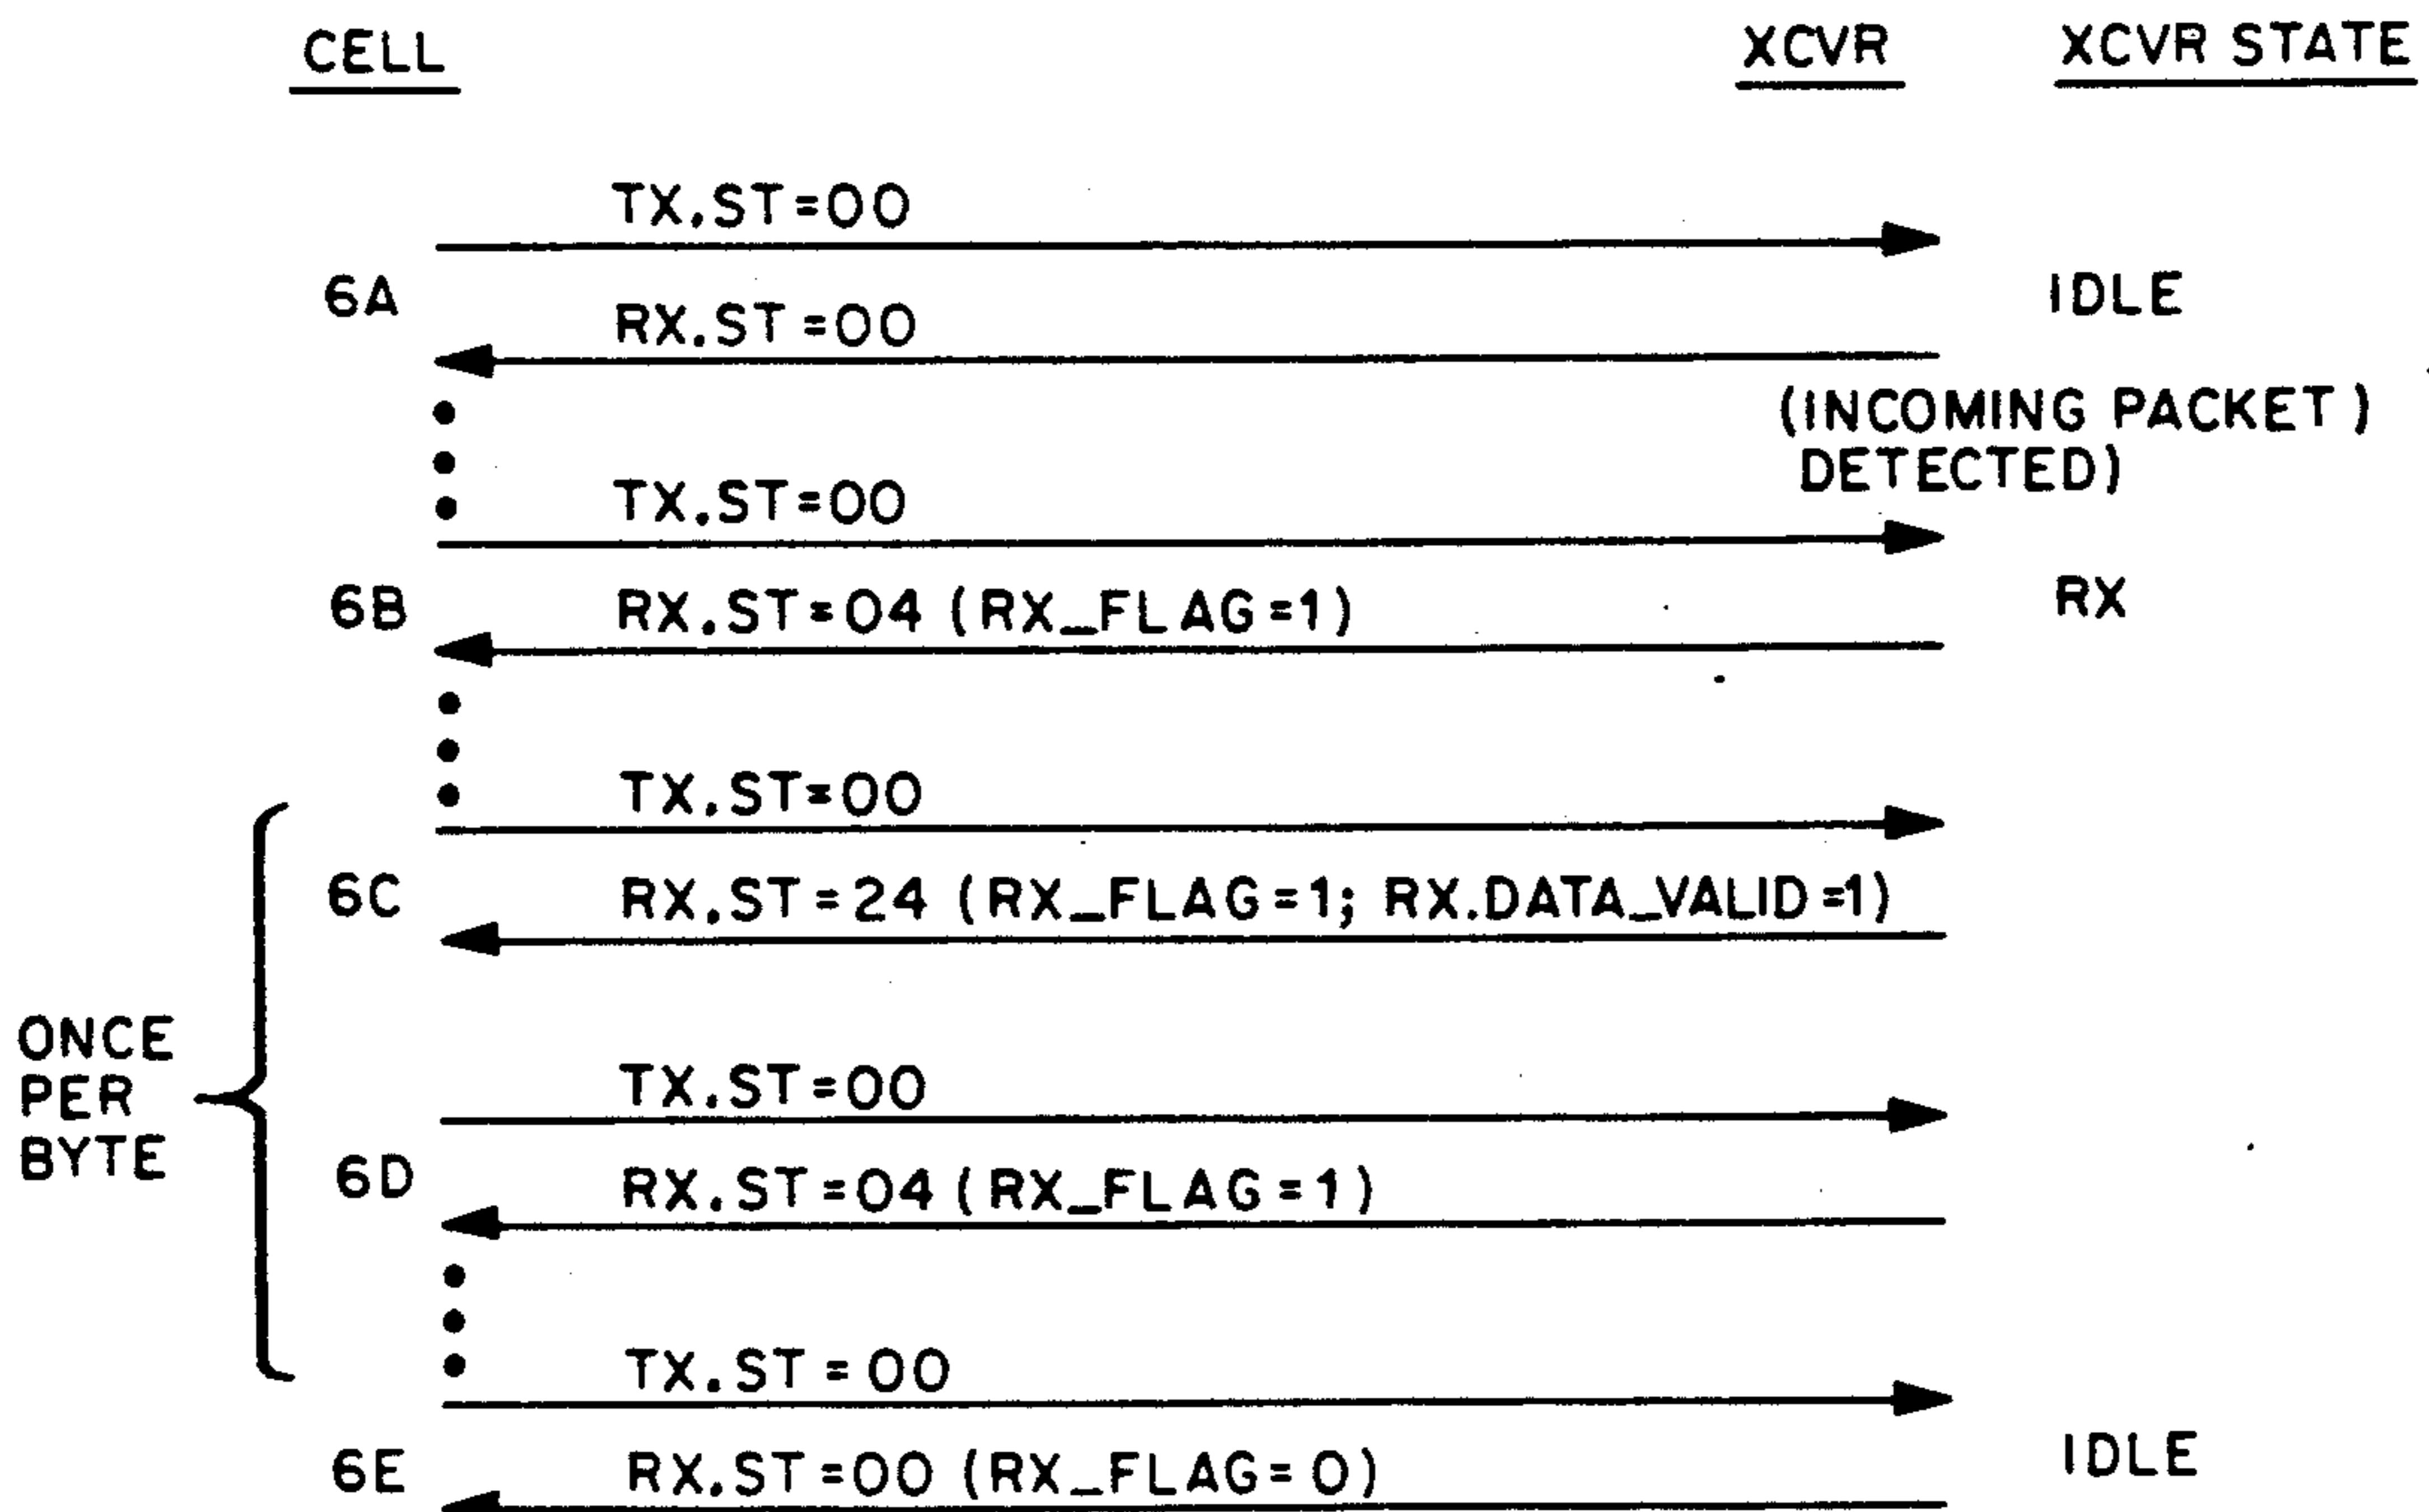 CELL XCVR XCVR STATE
TX.ST=00
6A IDLE
RX.ST=00
(INCOMING PACKET)
DETECTED)
TX.ST=00
6B RX.ST=04 (RX_FLAG=1) RX
TX.ST=00
6C RX.ST=24 (RX_FLAG=1; RX.DATA_VALID=1)
ONCE
PER
BYTE
TX.ST=00
6D RX.ST=04 (RX_FLAG=1)
TX.ST=00
6E RX.ST=00 (RX_FLAG=0) IDLE